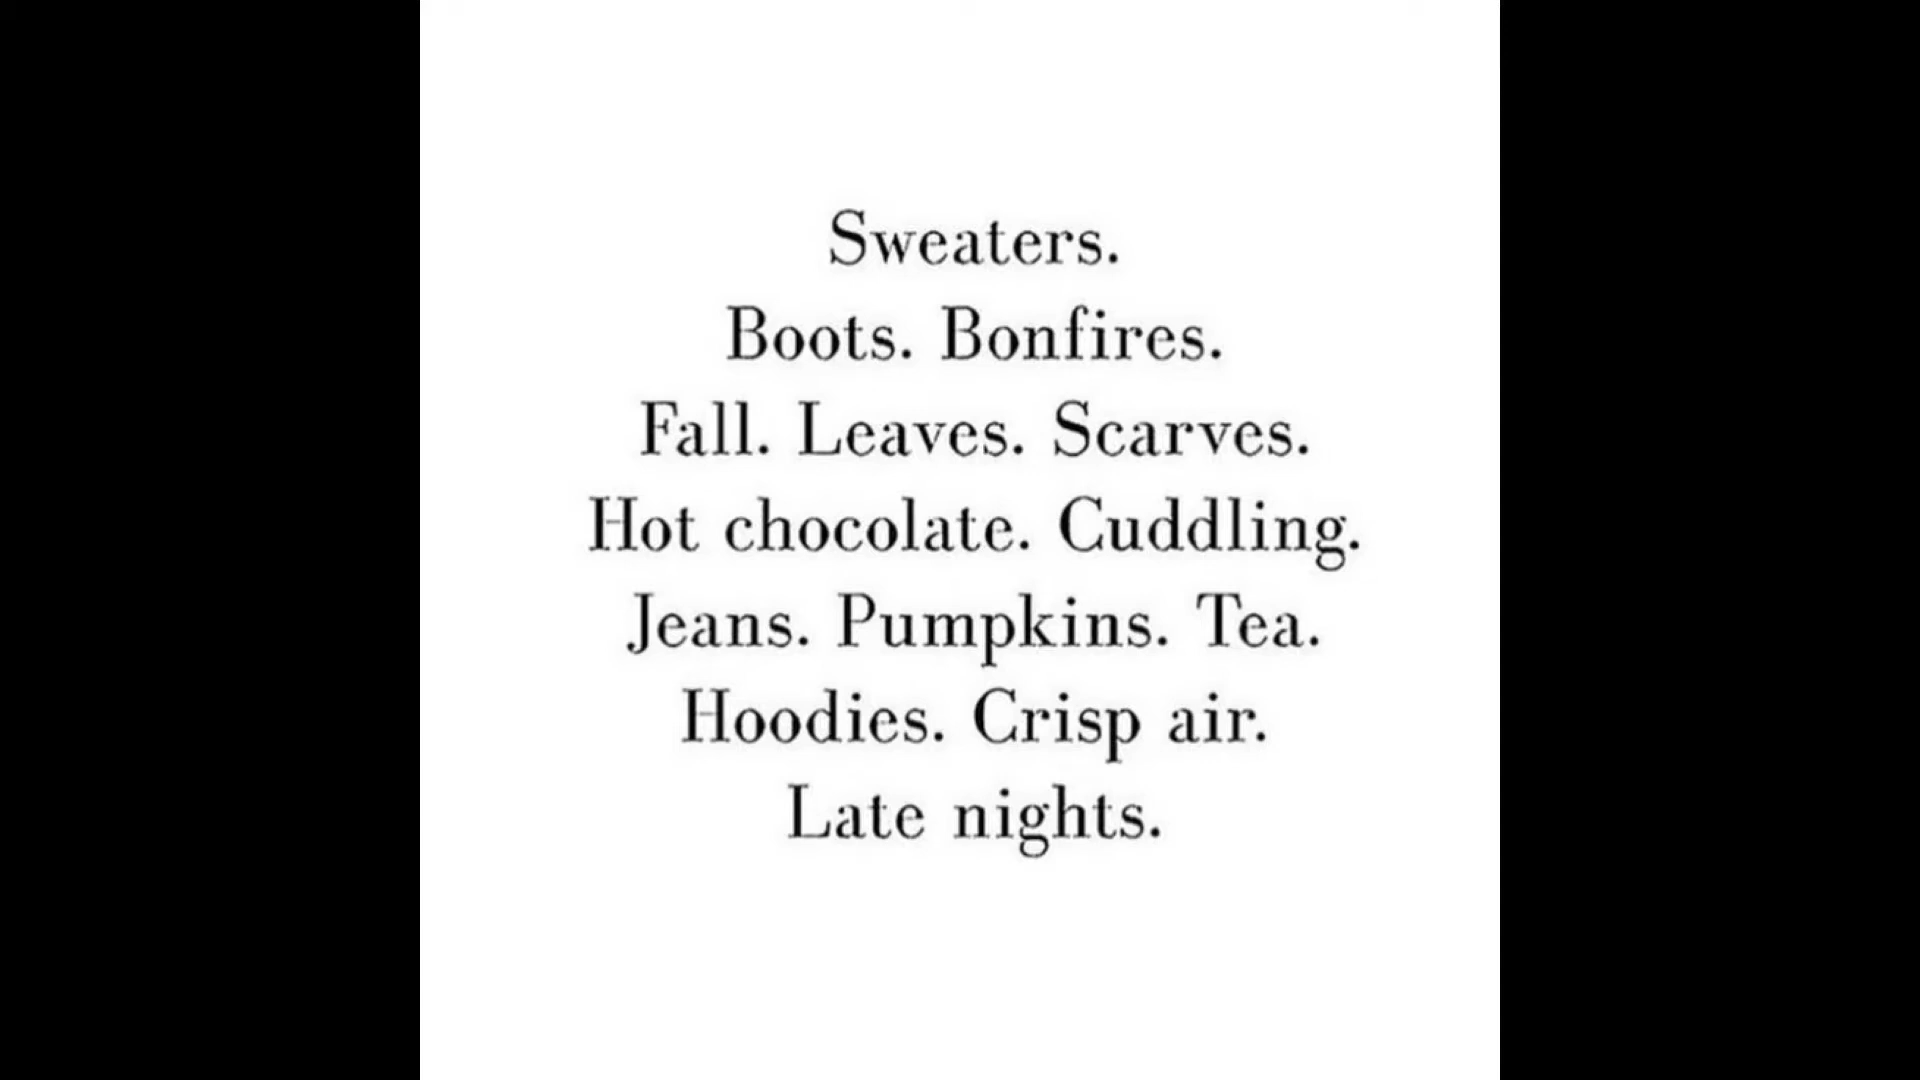 Sweaters.
Boots. Bonfires.
Fall. Leaves. Scarves.
Hot chocolate. Cuddling.
Jeans. Pumpkins. Tea.
Hoodies. Crisp air.
Late nights.